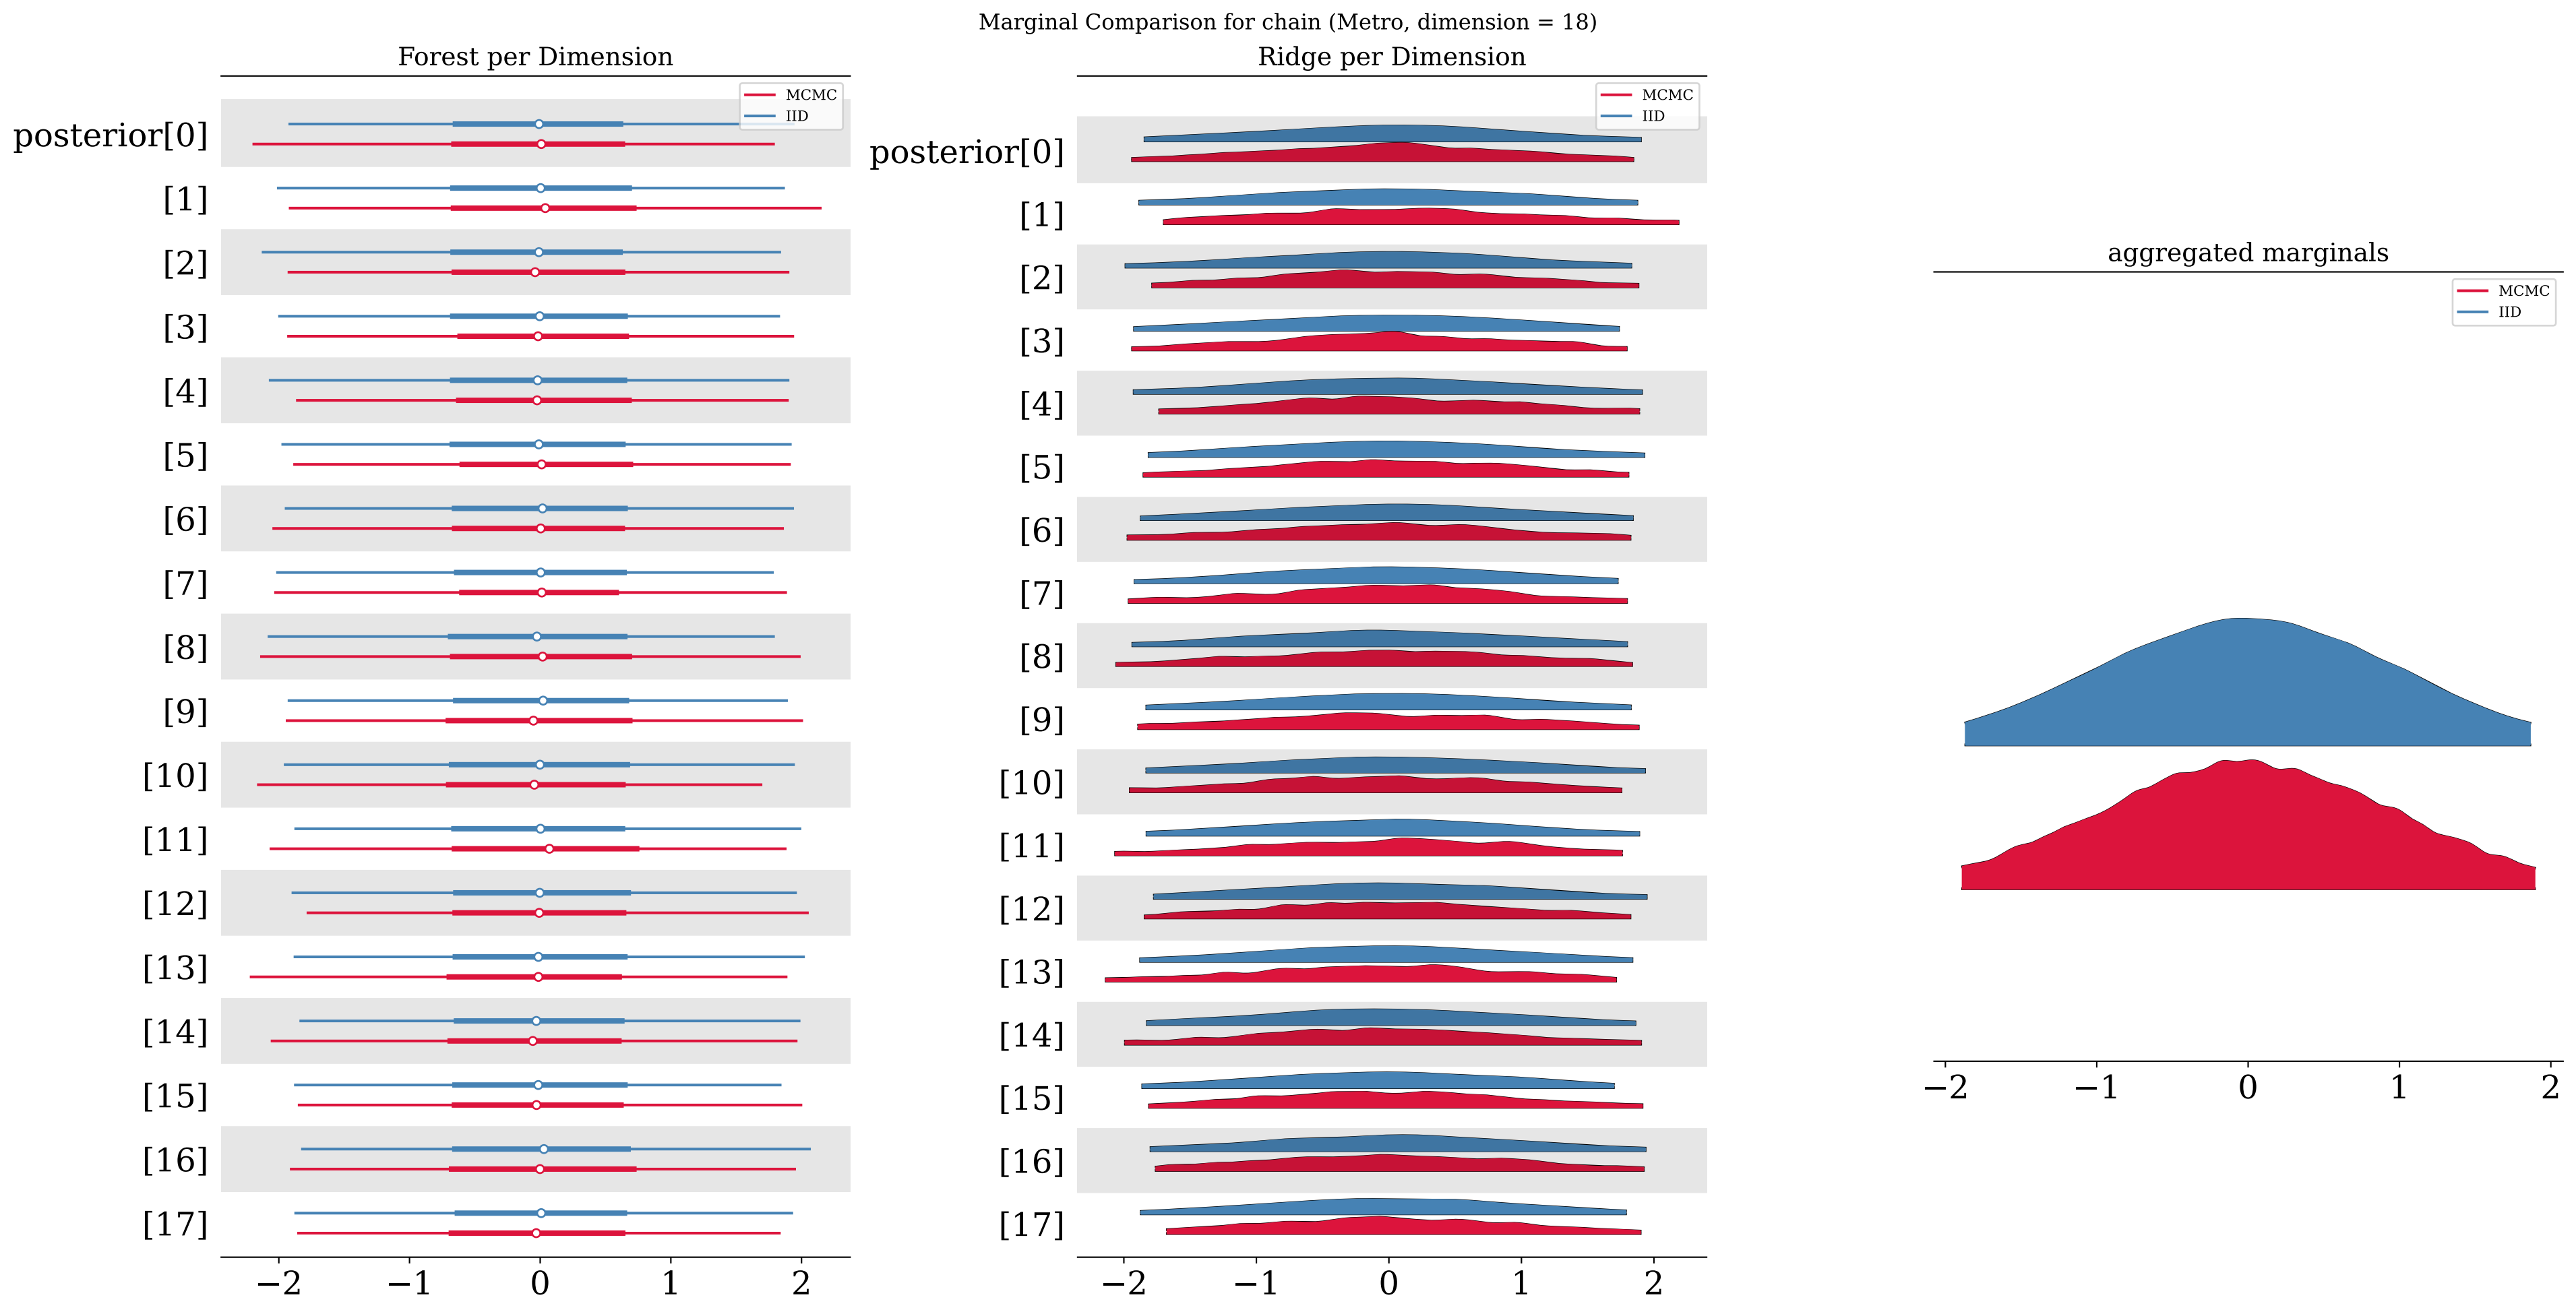 Marginal Comparison for chain (Metro, dimension = 18)
Forest per Dimension
MCMC
IID
posterior[0]
[1]
[2]
[3]
[4]
[5]
[6]
[7]
[8]
[9]
[10]
[11]
[12]
[13]
[14]
[15]
[16]
[17]
−2 −1 0 1 2
Ridge per Dimension
MCMC
IID
posterior[0]
[1]
[2]
[3]
[4]
[5]
[6]
[7]
[8]
[9]
[10]
[11]
[12]
[13]
[14]
[15]
[16]
[17]
−2 −1 0 1 2
aggregated marginals
MCMC
IID
−2 −1 0 1 2